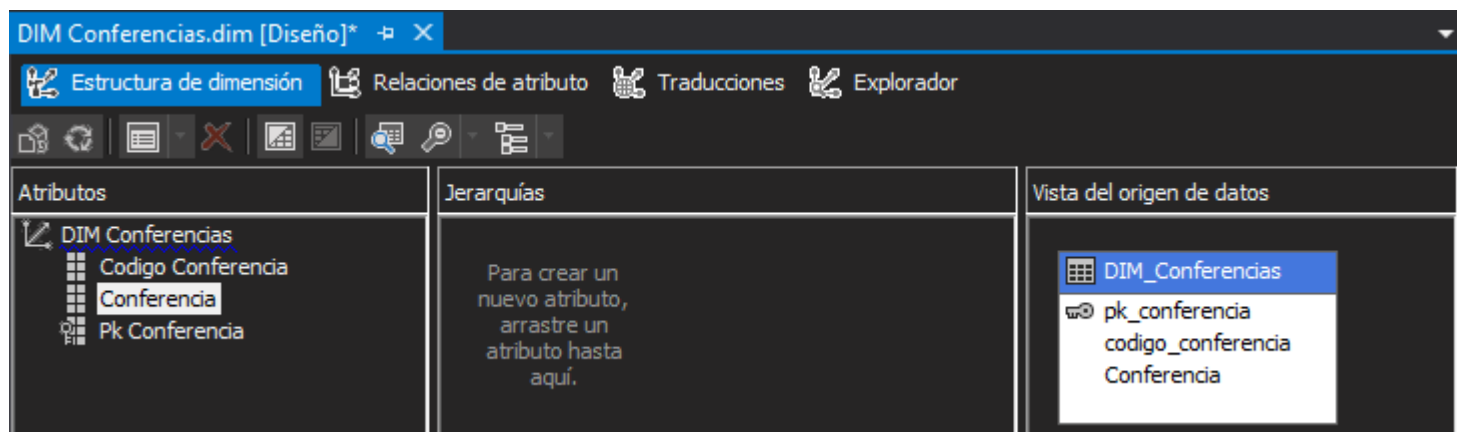 DIM Conferencias.dim [Diseño]*
Estructura de dimensión Relaciones de atributo Traducciones Explorador
Atributos
DIM Conferencias
Codigo Conferencia
Conferencia
Pk Conferencia
Jerarquías
Para crear un
nuevo atributo,
arrastre un
atributo hasta
aquí.
Vista del origen de datos
DIM_Conferencias
pk_conferencia
codigo_conferencia
Conferencia